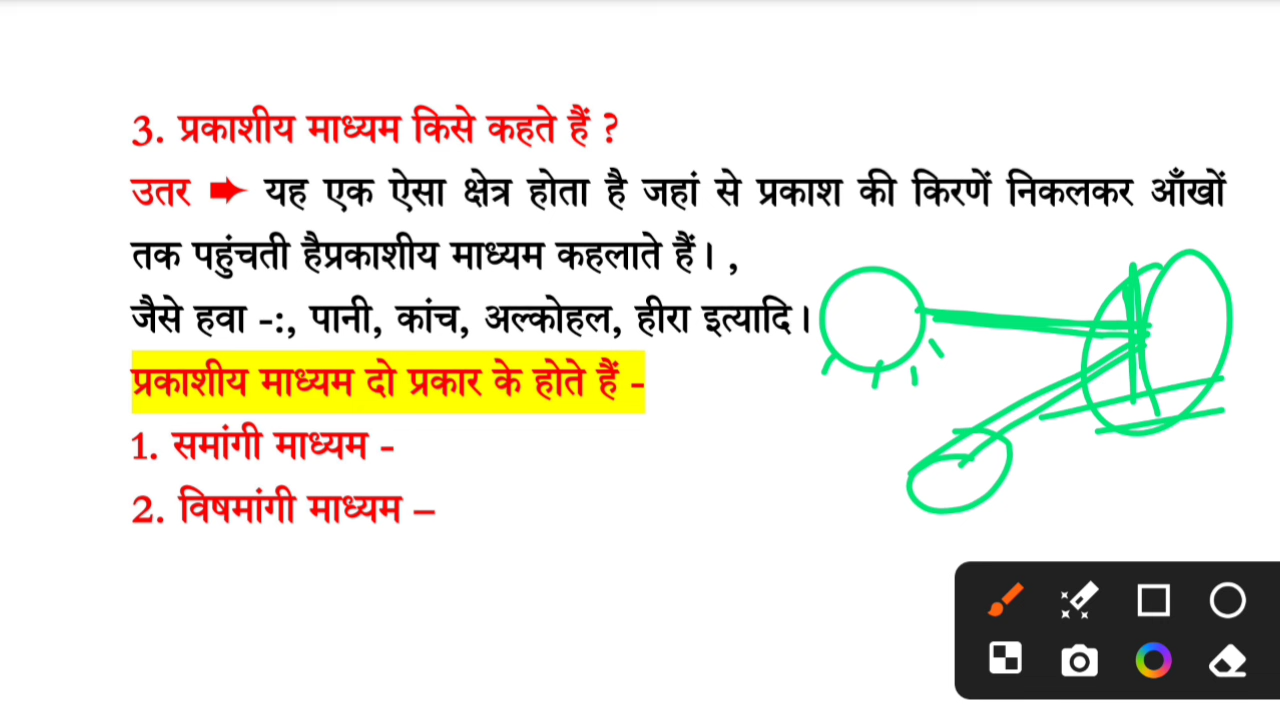 3. प्रकाशीय माध्यम किसे कहते हैं ?
उतर ➨ यह एक ऐसा क्षेत्र होता है जहां से प्रकाश की किरणें निकलकर आँखों
तक पहुंचती हैप्रकाशीय माध्यम कहलाते हैं। ,
जैसे हवा -:, पानी, कांच, अल्कोहल, हीरा इत्यादि।
प्रकाशीय माध्यम दो प्रकार के होते हैं -
1. समांगी माध्यम -
2. विषमांगी माध्यम –